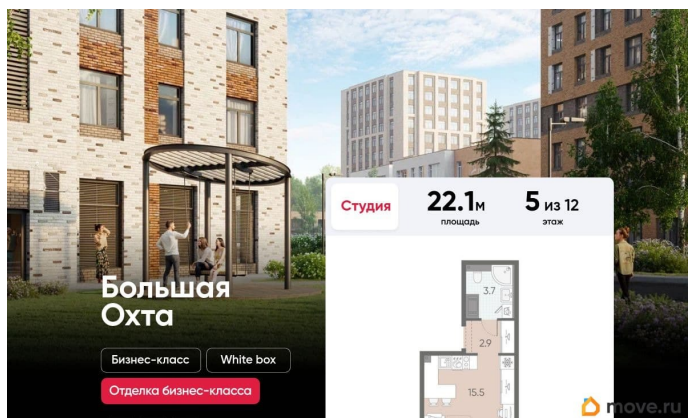 Студия
22.1м
площадь
5 из 12
этаж
Большая
Охта
Бизнес-класс
White box
Отделка бизнес-класса
3.7
2.9
15.5
move.ru